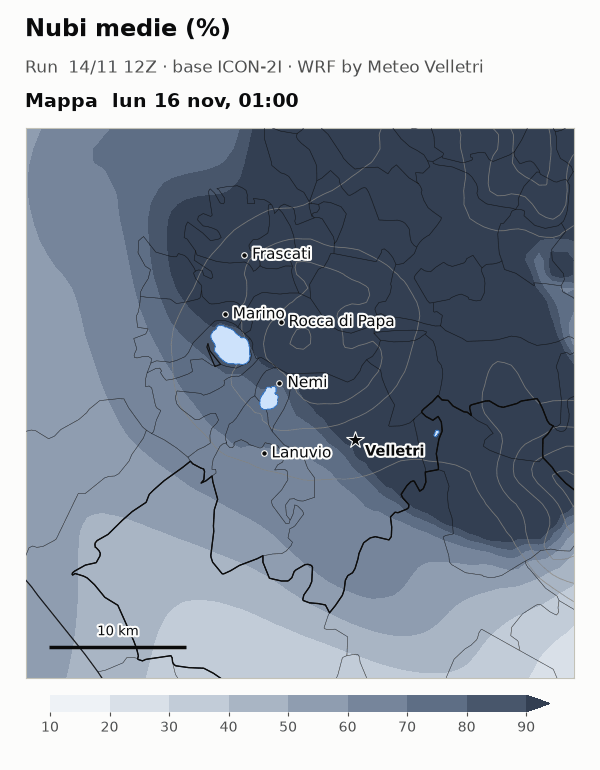 Nubi medie (%)
Run  14/11 12Z · base ICON-2I · WRF by Meteo Velletri
Mappa  lun 16 nov, 01:00
Frascati
Marino
Rocca di Papa
Nemi
Velletri
Lanuvio
10 km
10 20 30 40 50 60 70 80 90